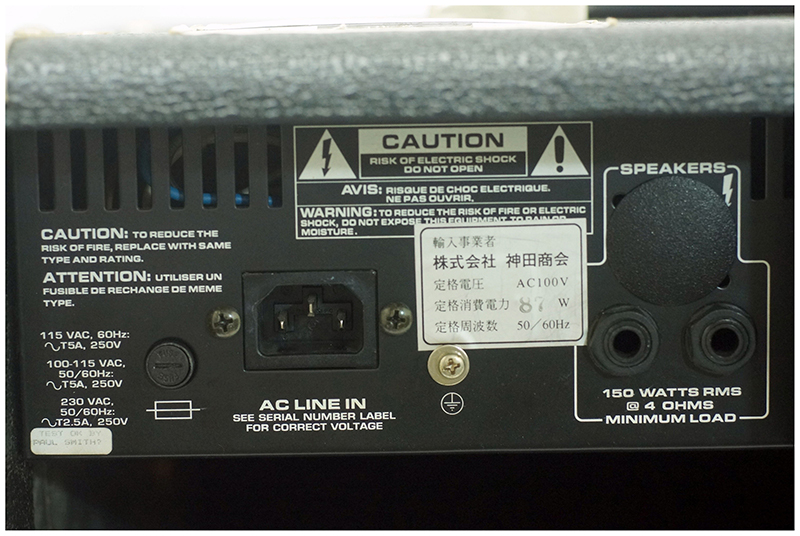 CAUTION
RISK OF ELECTRIC SHOCK
DO NOT OPEN
AVIS: RISQUE DE CHOC ELECTRIQUE.
NE PAS OUVRIR.
WARNING: TO REDUCE THE RISK OF FIRE OR ELECTRIC
SHOCK, DO NOT EXPOSE THIS EQUIPMENT TO RAIN OR
MOISTURE.
CAUTION: TO REDUCE THE
RISK OF FIRE, REPLACE WITH SAME
TYPE AND RATING.
ATTENTION: UTILISER UN
FUSIBLE DE RECHANGE DE MEME
TYPE.
115 VAC, 60Hz:
T5A, 250V
100-115 VAC,
50/60Hz:
T5A, 250V
230 VAC,
50/60Hz:
T2.5A, 250V
TEST OK BY
PAUL SMITH?
AC LINE IN
SEE SERIAL NUMBER LABEL
FOR CORRECT VOLTAGE
輸入事業者
株式会社 神田商会
定格電圧 AC100V
定格消費電力 87 W
定格周波数 50/60Hz
SPEAKERS
150 WATTS RMS
@ 4 OHMS
MINIMUM LOAD